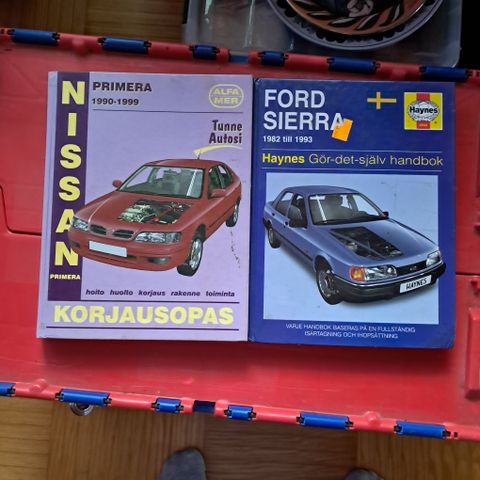 NISSAN
PRIMERA
PRIMERA
1990-1999
ALFA
MER
Tunne
Autosi
hoito huolto korjaus rakenne toiminta
KORJAUSOPAS
FORD
SIERRA
1982 till 1993
Haynes
Haynes Gör-det-själv handbok
HAYNES
VARJE HANDBOK BASERAS PÅ EN FULLSTÄNDIG
ISÄRTAGNING OCH IHOPSÄTTNING